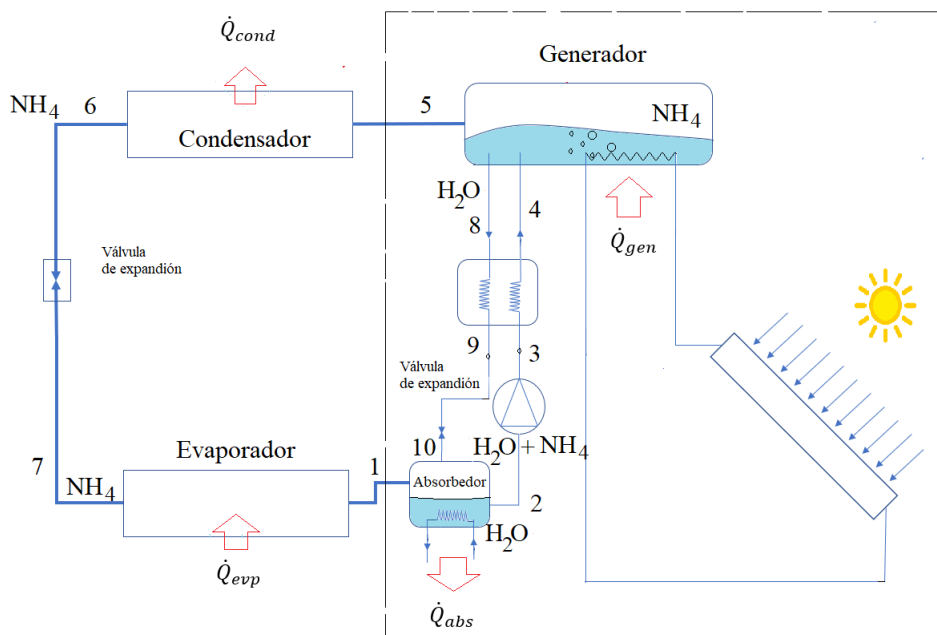 Q̇cond
Generador
NH4
6
5
NH4
Condensador
H2O
8
4
Q̇gen
Válvula
de expandión
9
3
Válvula
de expandión
Evaporador
10
H2O + NH4
7
NH4
1
Absorbedor
2
H2O
Q̇evp
Q̇abs